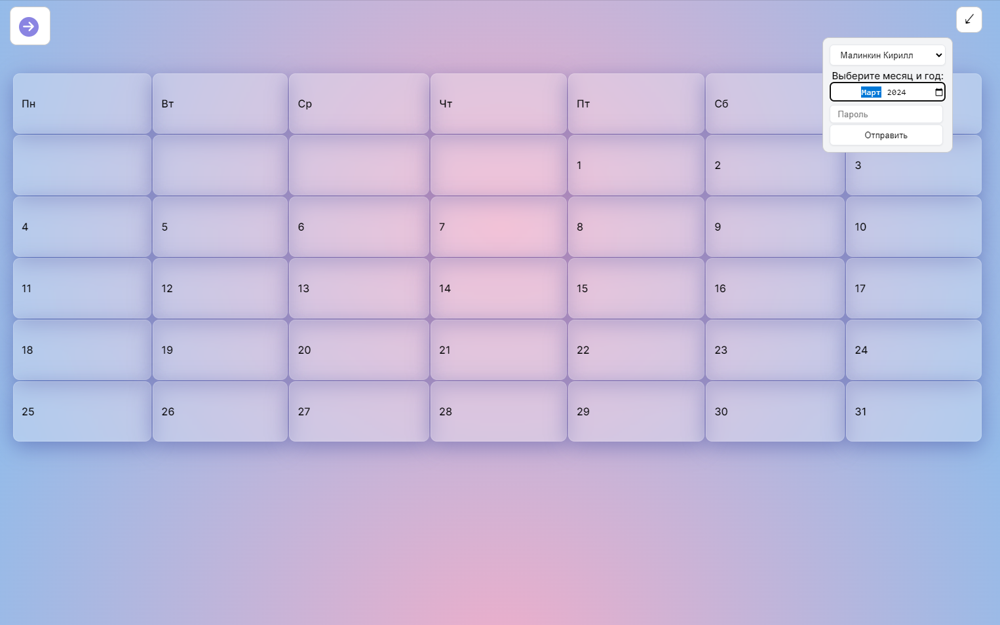 Малинкин Кирилл
Выберите месяц и год:
Март 2024
Пароль
Отправить
Пн Вт Ср Чт Пт Сб
1 2 3
4 5 6 7 8 9 10
11 12 13 14 15 16 17
18 19 20 21 22 23 24
25 26 27 28 29 30 31